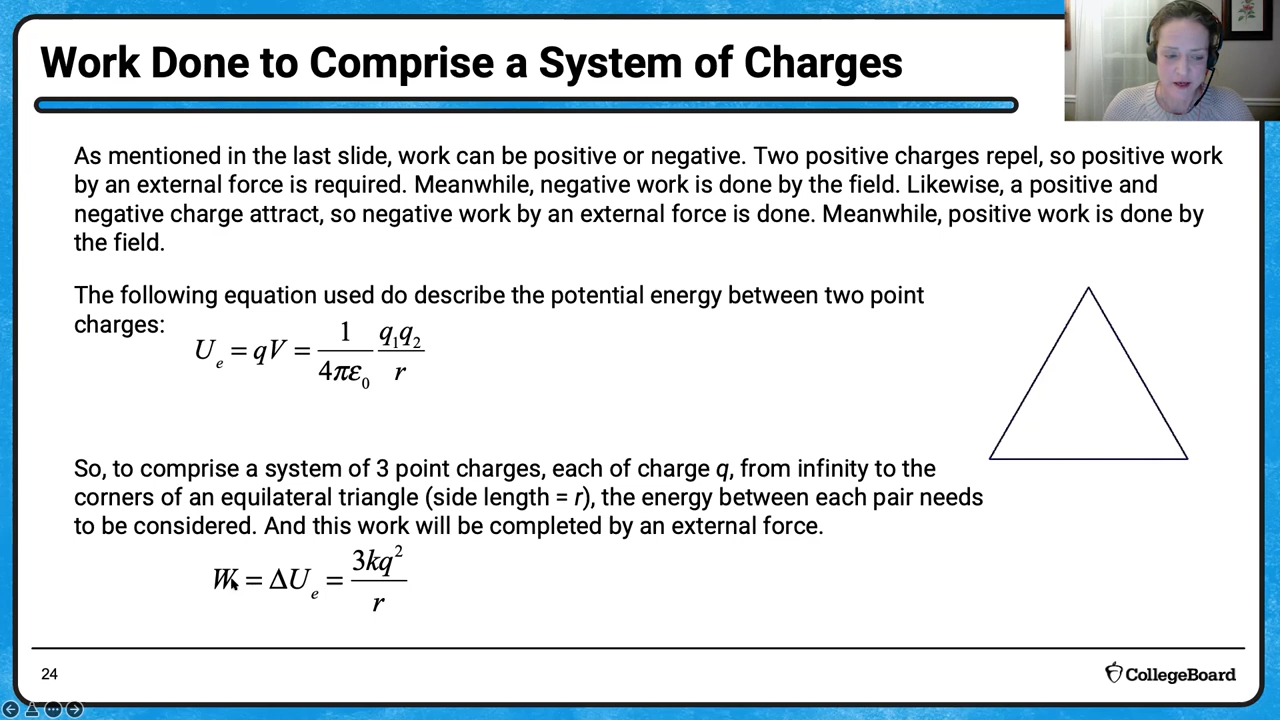 Work Done to Comprise a System of Charges
As mentioned in the last slide, work can be positive or negative. Two positive charges repel, so positive work
by an external force is required. Meanwhile, negative work is done by the field. Likewise, a positive and
negative charge attract, so negative work by an external force is done. Meanwhile, positive work is done by
the field.
The following equation used do describe the potential energy between two point
charges:
U_e = qV = \frac{1}{4πε_0} \frac{q_1q_2}{r}
So, to comprise a system of 3 point charges, each of charge q, from infinity to the
corners of an equilateral triangle (side length = r), the energy between each pair needs
to be considered. And this work will be completed by an external force.
W = ΔU_e = \frac{3kq^2}{r}
24
CollegeBoard